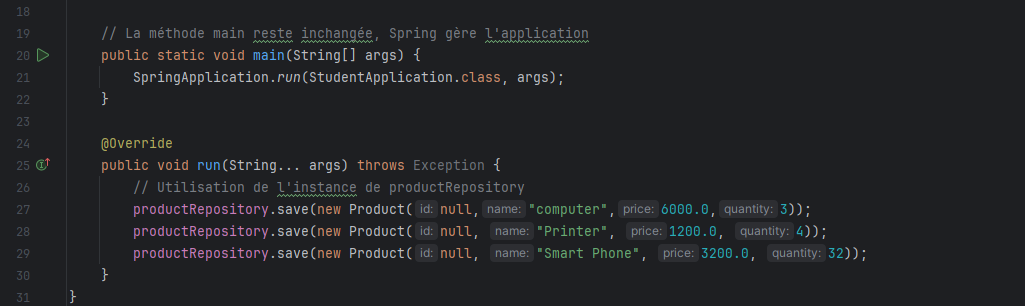 18
19 // La méthode main reste inchangée, Spring gère l'application
20 public static void main(String[] args) {
21 SpringApplication.run(StudentApplication.class, args);
22 }
23
24 @Override
25 public void run(String... args) throws Exception {
26 // Utilisation de l'instance de productRepository
27 productRepository.save(new Product( id: null, name: "computer", price: 6000.0, quantity: 3));
28 productRepository.save(new Product( id: null, name: "Printer", price: 1200.0, quantity: 4));
29 productRepository.save(new Product( id: null, name: "Smart Phone", price: 3200.0, quantity: 32));
30 }
31 }